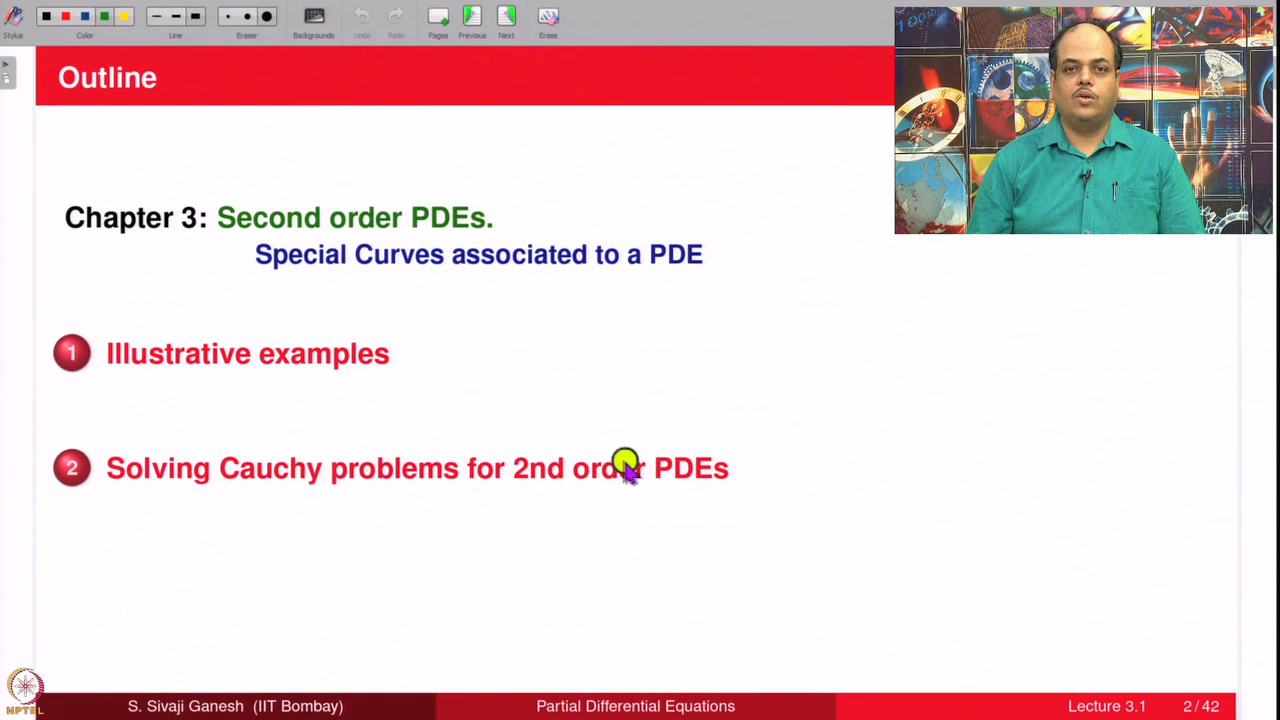 Stylus Color Line Eraser Backgrounds Undo Redo Pages Previous Next Erase
Outline
Chapter 3: Second order PDEs.
Special Curves associated to a PDE
1 Illustrative examples
2 Solving Cauchy problems for 2nd order PDEs
NPTEL
S. Sivaji Ganesh (IIT Bombay) Partial Differential Equations Lecture 3.1 2 / 42